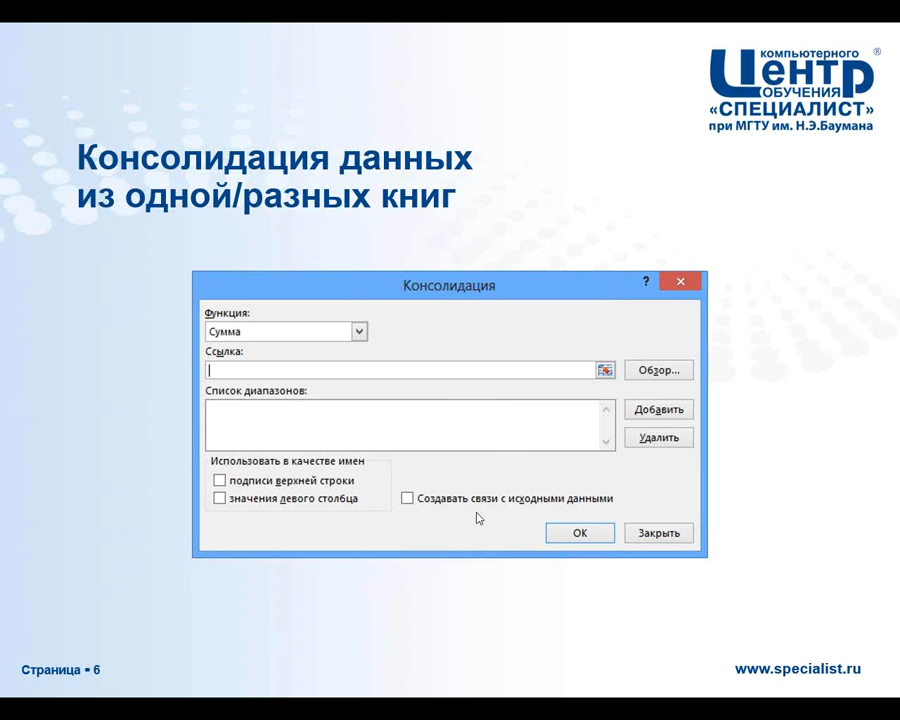 компьютерного
Центр
®
ОБУЧЕНИЯ
«СПЕЦИАЛИСТ»
при МГТУ им. Н.Э.Баумана
Консолидация данных
из одной/разных книг
Консолидация
?
Функция:
Сумма
Ссылка:
Обзор...
Список диапазонов:
Добавить
Удалить
Использовать в качестве имен
подписи верхней строки
значения левого столбца
Создавать связи с исходными данными
ОК
Закрыть
Страница ▪ 6
www.specialist.ru